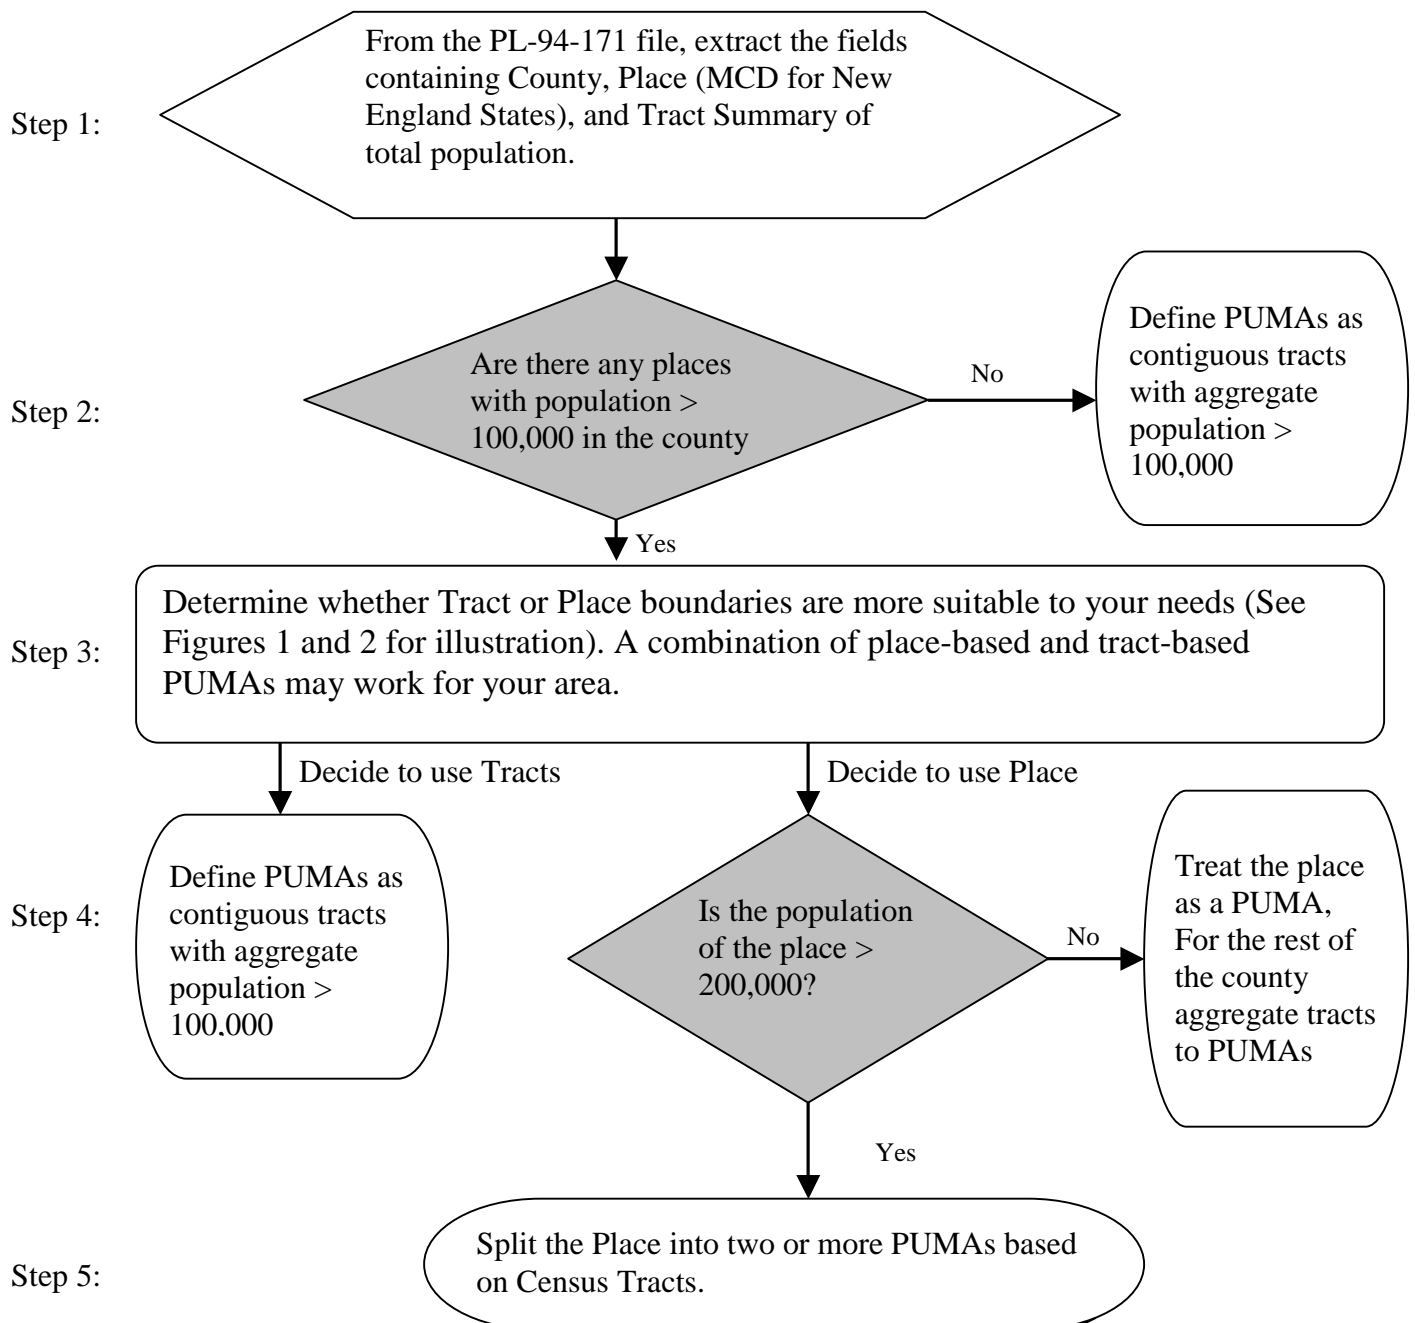 Step 1:
From the PL-94-171 file, extract the fields
containing County, Place (MCD for New
England States), and Tract Summary of
total population.
Step 2:
Are there any places
with population >
100,000 in the county
No
Define PUMAs as
contiguous tracts
with aggregate
population >
100,000
Yes
Step 3:
Determine whether Tract or Place boundaries are more suitable to your needs (See
Figures 1 and 2 for illustration). A combination of place-based and tract-based
PUMAs may work for your area.
Decide to use Tracts
Decide to use Place
Step 4:
Define PUMAs as
contiguous tracts
with aggregate
population >
100,000
Is the population
of the place >
200,000?
No
Treat the place
as a PUMA,
For the rest of
the county
aggregate tracts
to PUMAs
Yes
Step 5:
Split the Place into two or more PUMAs based
on Census Tracts.